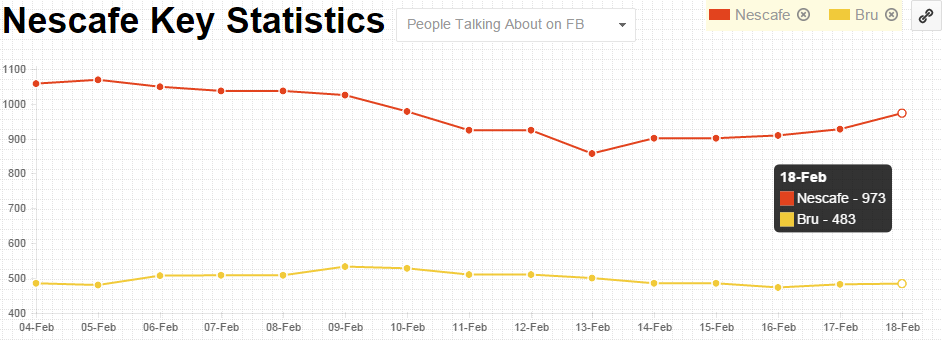 Nescafe Key Statistics
People Talking About on FB
Nescafe
Bru
1100
1000
900
800
700
600
500
400
18-Feb
Nescafe - 973
Bru - 483
04-Feb 05-Feb 06-Feb 07-Feb 08-Feb 09-Feb 10-Feb 11-Feb 12-Feb 13-Feb 14-Feb 15-Feb 16-Feb 17-Feb 18-Feb